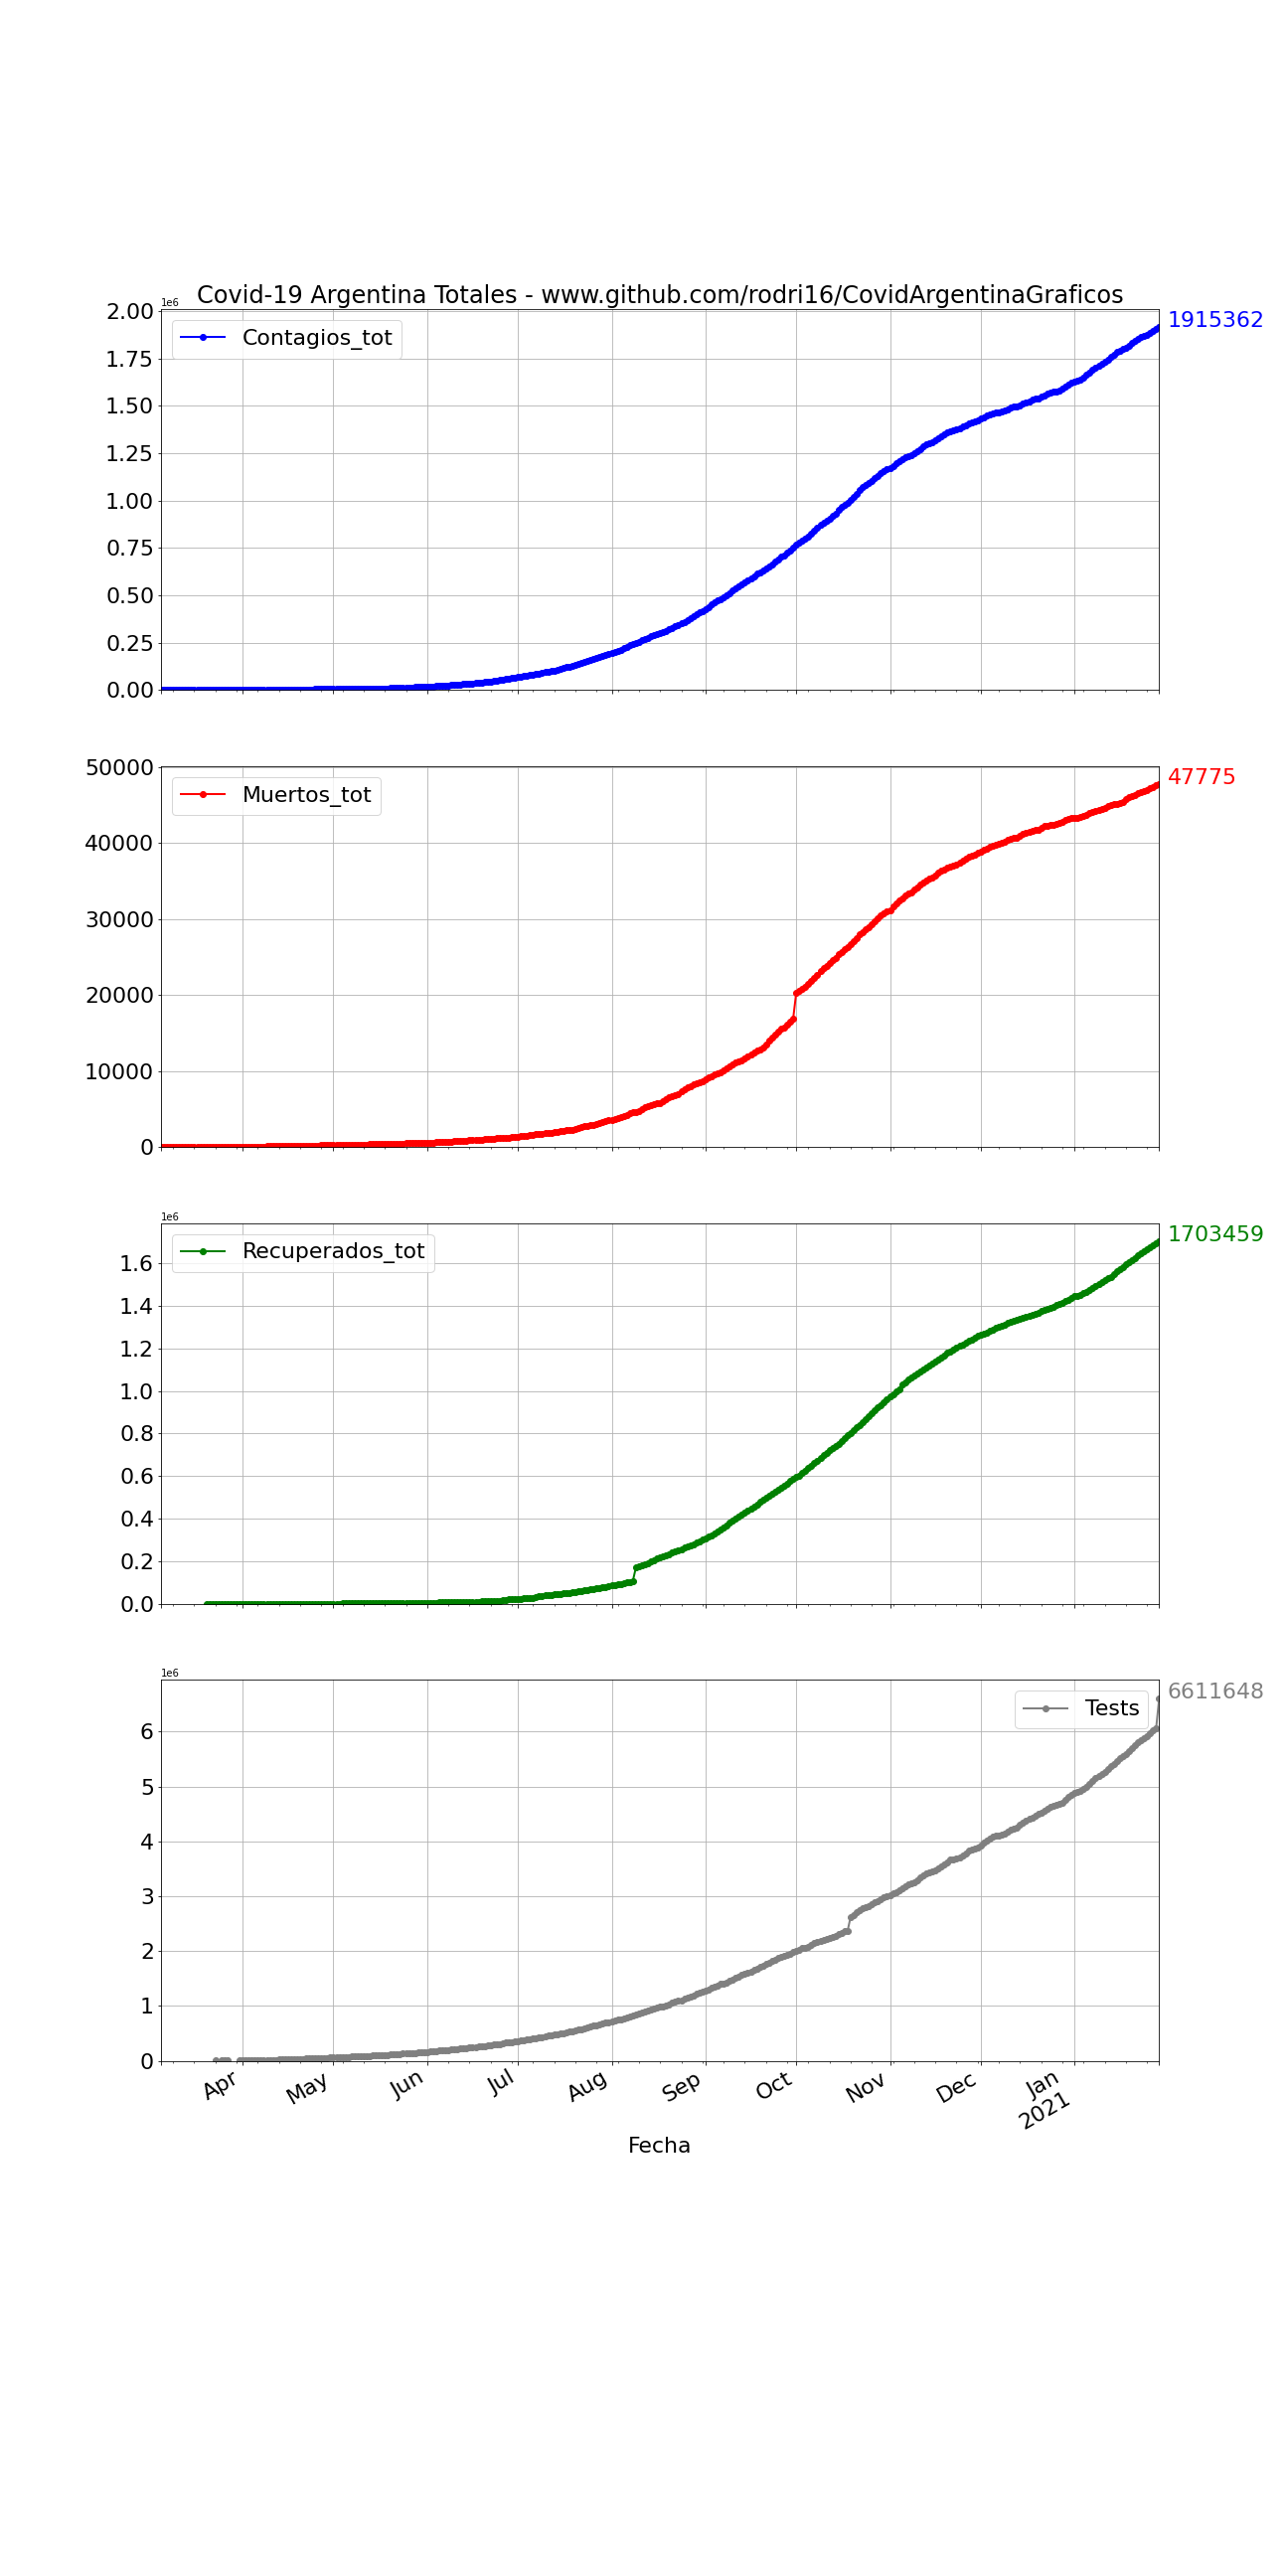 Covid-19 Argentina Totales - www.github.com/rodri16/CovidArgentinaGraficos
1e6
2.00
1.75
1.50
1.25
1.00
0.75
0.50
0.25
0.00
Contagios_tot
1915362
50000
40000
30000
20000
10000
0
Muertos_tot
47775
1e6
1.6
1.4
1.2
1.0
0.8
0.6
0.4
0.2
0.0
Recuperados_tot
1703459
1e6
6
5
4
3
2
1
0
Tests
6611648
Apr
May
Jun
Jul
Aug
Sep
Oct
Nov
Dec
Jan
2021
Fecha